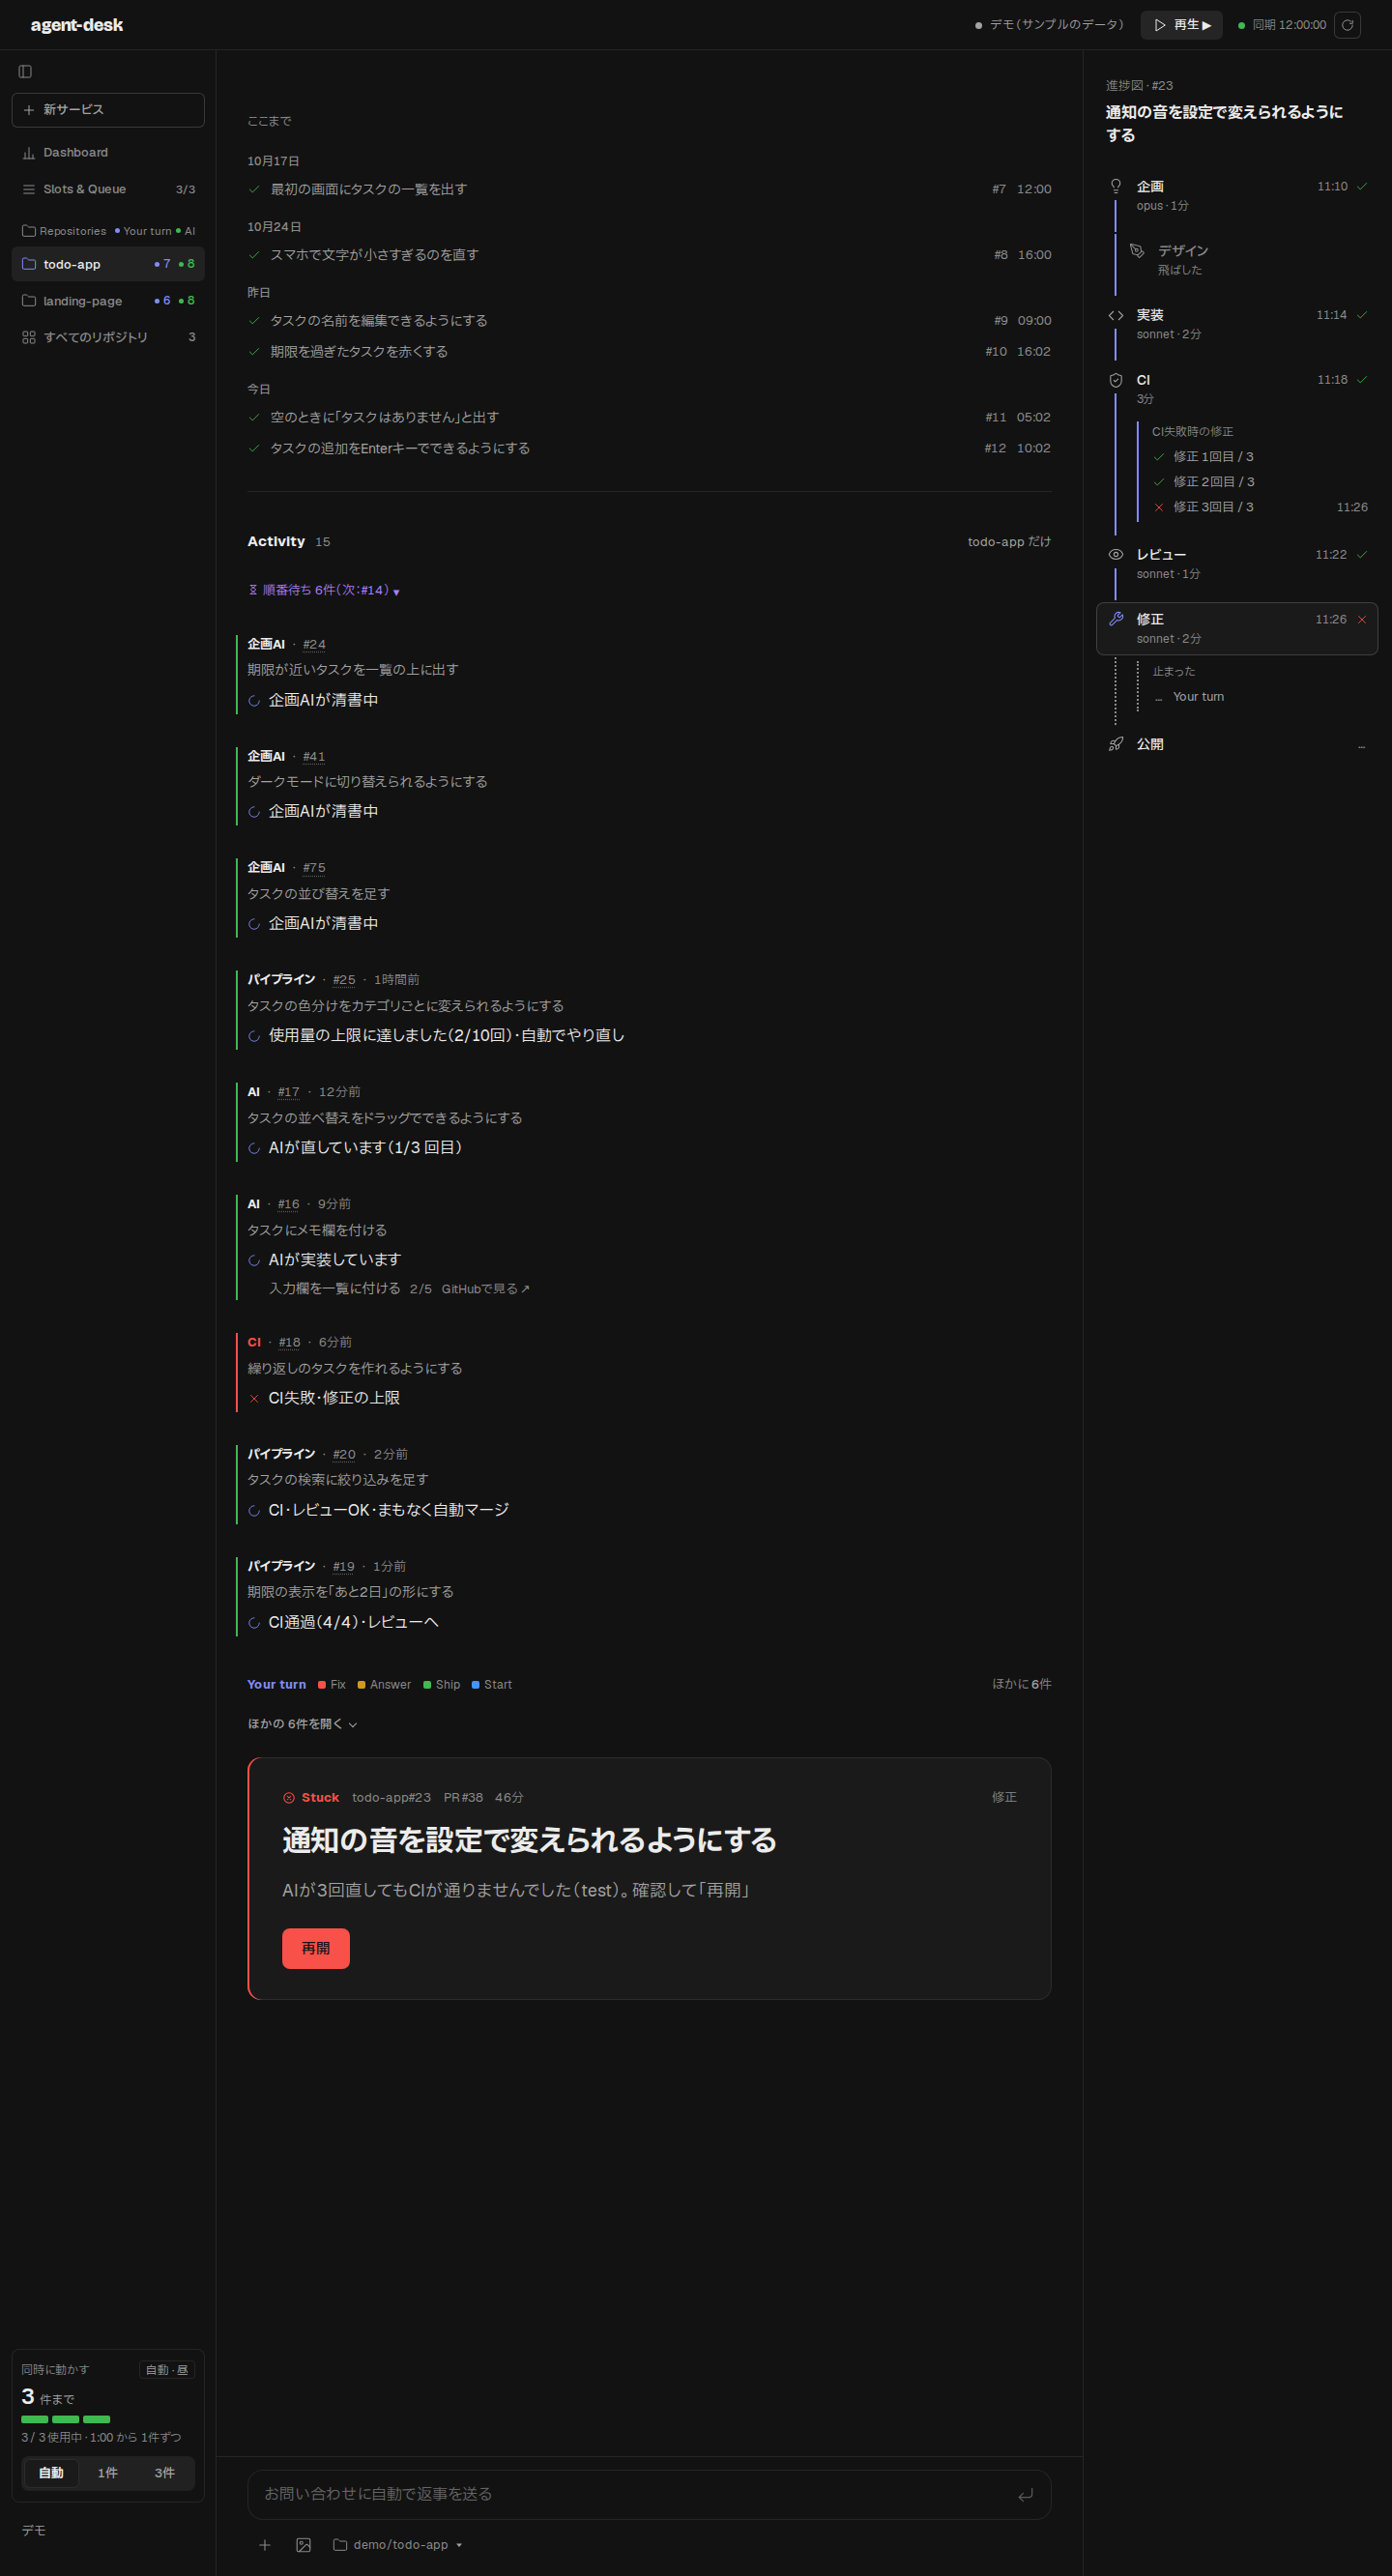 agent-desk
デモ(サンプルのデータ)
再生 ▶
同期 12:00:00
新サービス
Dashboard
Slots & Queue 3/3
Repositories Your turn AI
todo-app 7 8
landing-page 6 8
すべてのリポジトリ 3
同時に動かす 自動・昼
3 件まで
3 / 3 使用中・1:00 から 1件ずつ
自動 1件 3件
デモ
ここまで
10月17日
最初の画面にタスクの一覧を出す #7 12:00
10月24日
スマホで文字が小さすぎるのを直す #8 16:00
昨日
タスクの名前を編集できるようにする #9 09:00
期限を過ぎたタスクを赤くする #10 16:02
今日
空のときに「タスクはありません」と出す #11 05:02
タスクの追加をEnterキーでできるようにする #12 10:02
Activity 15 todo-app だけ
順番待ち 6件(次:#14) ▾
企画AI · #24
期限が近いタスクを一覧の上に出す
企画AIが清書中
企画AI · #41
ダークモードに切り替えられるようにする
企画AIが清書中
企画AI · #75
タスクの並び替えを足す
企画AIが清書中
パイプライン · #25 · 1時間前
タスクの色分けをカテゴリごとに変えられるようにする
使用量の上限に達しました(2/10回)・自動でやり直し
AI · #17 · 12分前
タスクの並べ替えをドラッグでできるようにする
AIが直しています(1/3 回目)
AI · #16 · 9分前
タスクにメモ欄を付ける
AIが実装しています
入力欄を一覧に付ける 2/5 GitHubで見る ↗
CI · #18 · 6分前
繰り返しのタスクを作れるようにする
CI失敗・修正の上限
パイプライン · #20 · 2分前
タスクの検索に絞り込みを足す
CI・レビューOK・まもなく自動マージ
パイプライン · #19 · 1分前
期限の表示を「あと2日」の形にする
CI通過(4/4)・レビューへ
Your turn Fix Answer Ship Start ほかに 6件
ほかの 6件を開く
Stuck todo-app#23 PR #38 46分 修正
通知の音を設定で変えられるようにする
AIが3回直してもCIが通りませんでした(test)。確認して「再開」
再開
お問い合わせに自動で返事を送る
demo/todo-app
進捗図 · #23
通知の音を設定で変えられるように
する
企画 11:10
opus · 1分
デザイン
飛ばした
実装 11:14
sonnet · 2分
CI 11:18
3分
CI失敗時の修正
修正 1回目 / 3
修正 2回目 / 3
修正 3回目 / 3 11:26
レビュー 11:22
sonnet · 1分
修正 11:26
sonnet · 2分
止まった
… Your turn
公開 …